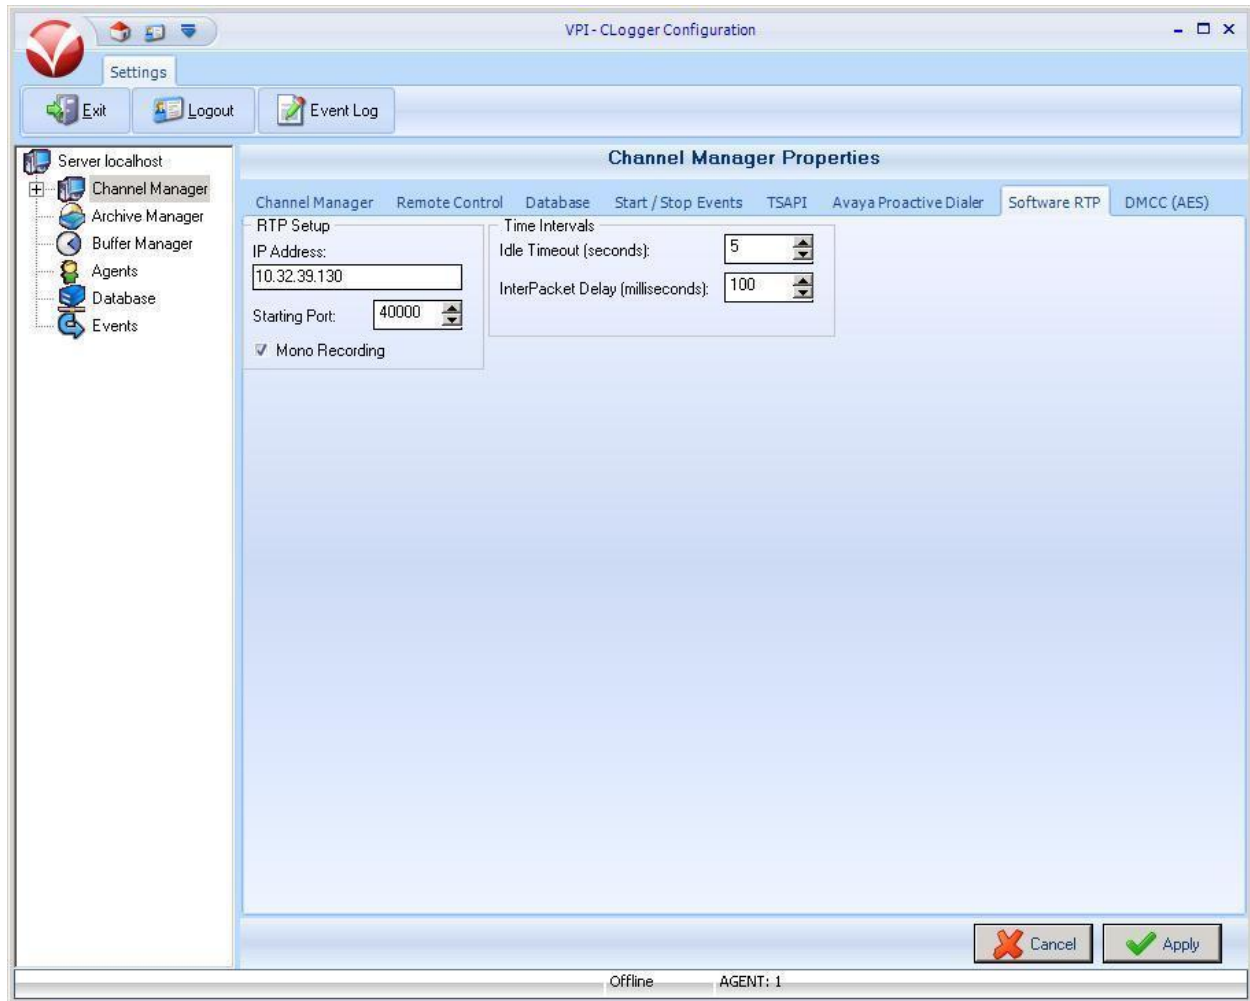 VPI - CLogger Configuration
Settings
Exit
Logout
Event Log
Server localhost
Channel Manager
Archive Manager
Buffer Manager
Agents
Database
Events
Channel Manager Properties
Channel Manager Remote Control Database Start / Stop Events TSAPI Avaya Proactive Dialer Software RTP DMCC (AES)
RTP Setup
IP Address:
10.32.39.130
Starting Port: 40000
Mono Recording
Time Intervals
Idle Timeout (seconds): 5
InterPacket Delay (milliseconds): 100
Cancel
Apply
Offline AGENT: 1